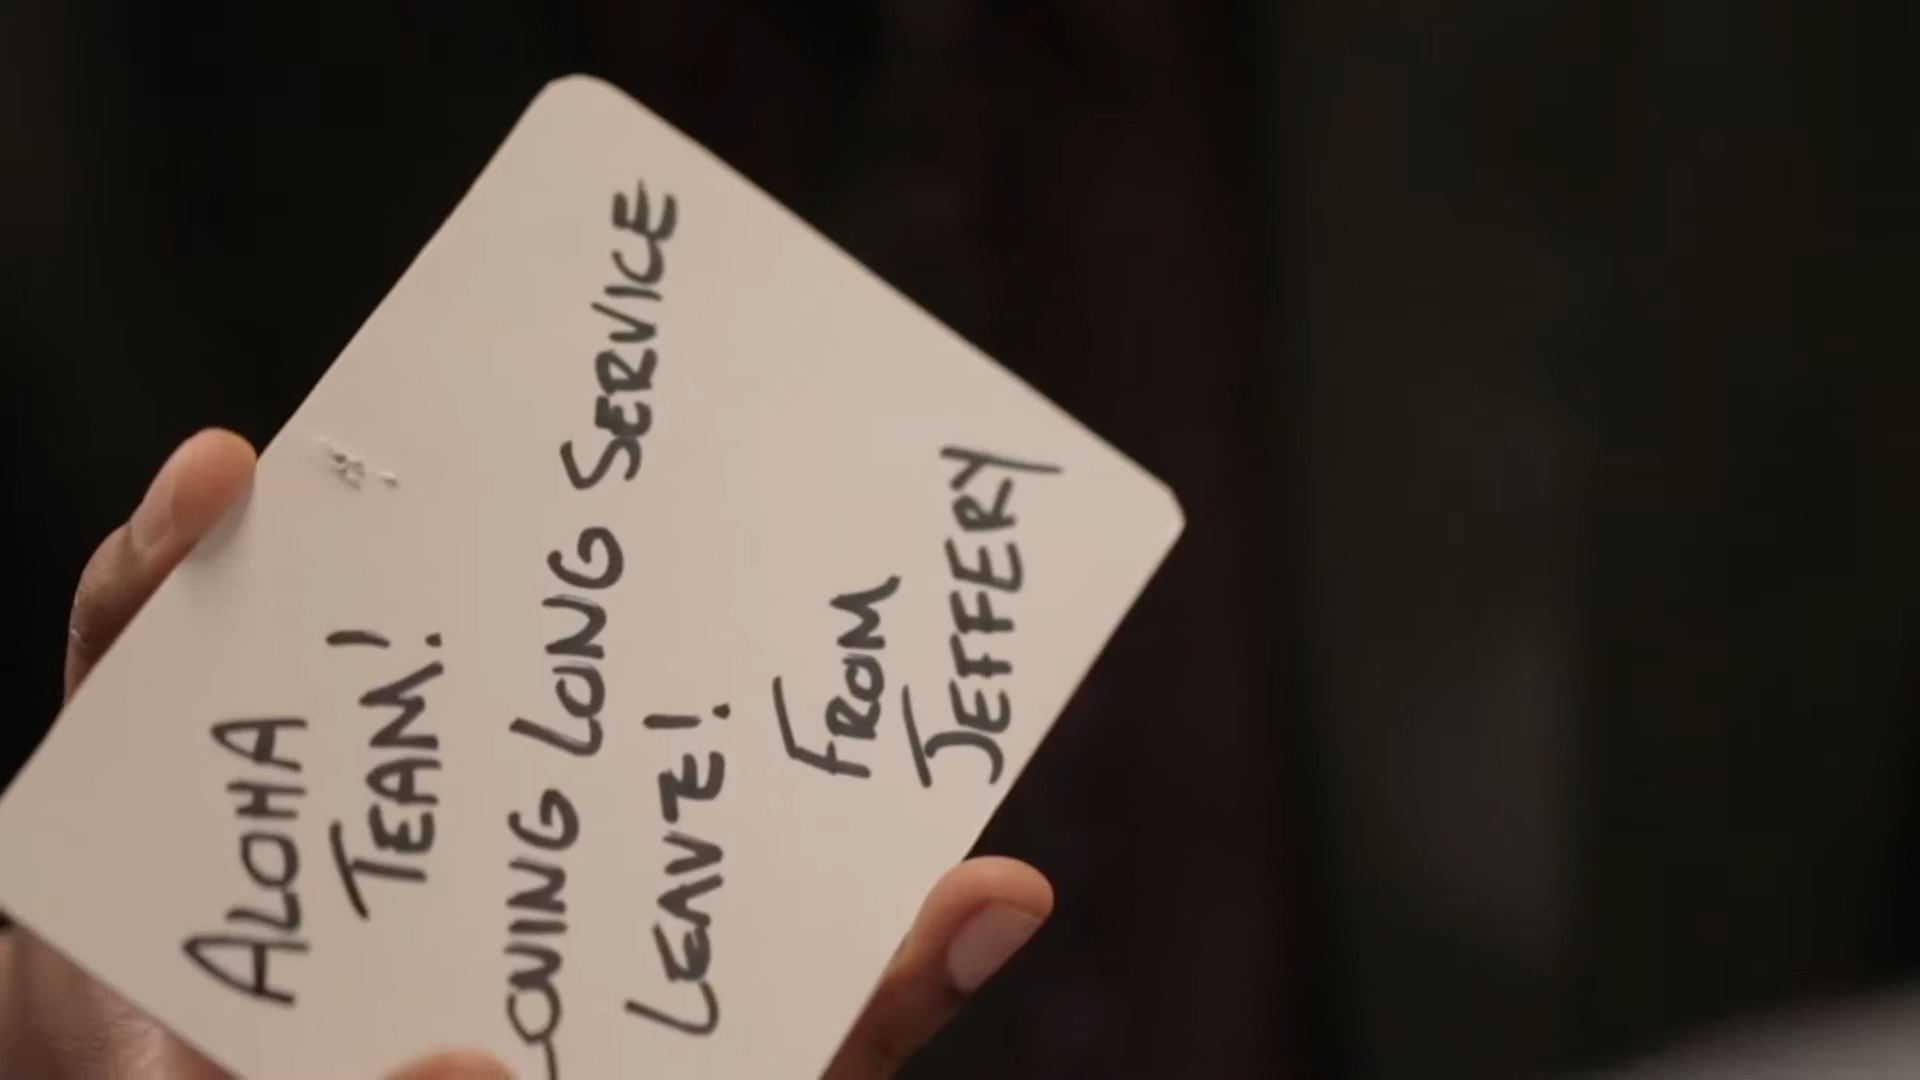 ALOHA
TEAM!
LOVING LONG SERVICE
LEAVE!
FROM
JEFFERY